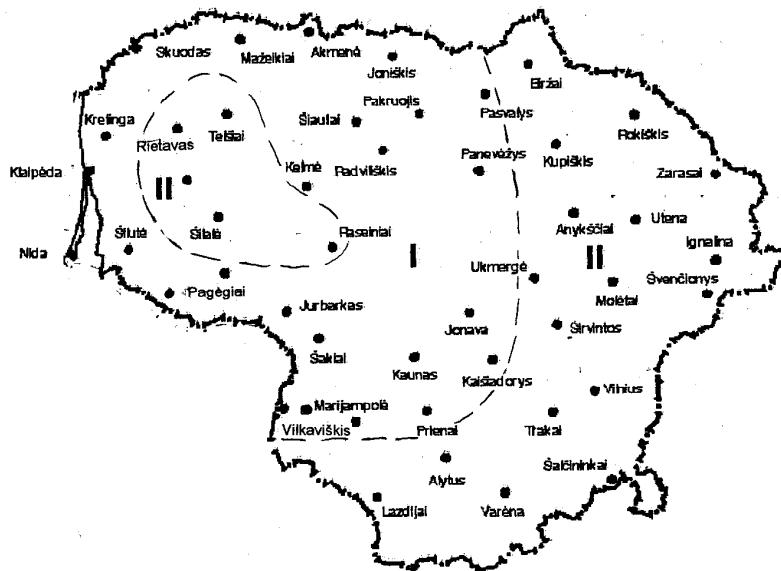 Skuodas
Mažeikiai
Akmenė
Joniškis
Biržai
Pakruojis
Pasvalys
Kretinga
Rietavas
Telšiai
Šiauliai
Rokiškis
Klaipėda
Kelmė
Radviliškis
Panevėžys
Kupiškis
Zarasai
II
Šilutė
Šilalė
Raseiniai
I
Anykščiai
Utena
Nida
Ukmergė
II
Ignalina
Pagėgiai
Molėtai
Švenčionys
Jurbarkas
Jonava
Širvintos
Šakiai
Kaunas
Kaišiadorys
Vilnius
Marijampolė
Vilkaviškis
Prienai
Trakai
Alytus
Šalčininkai
Lazdijai
Varėna